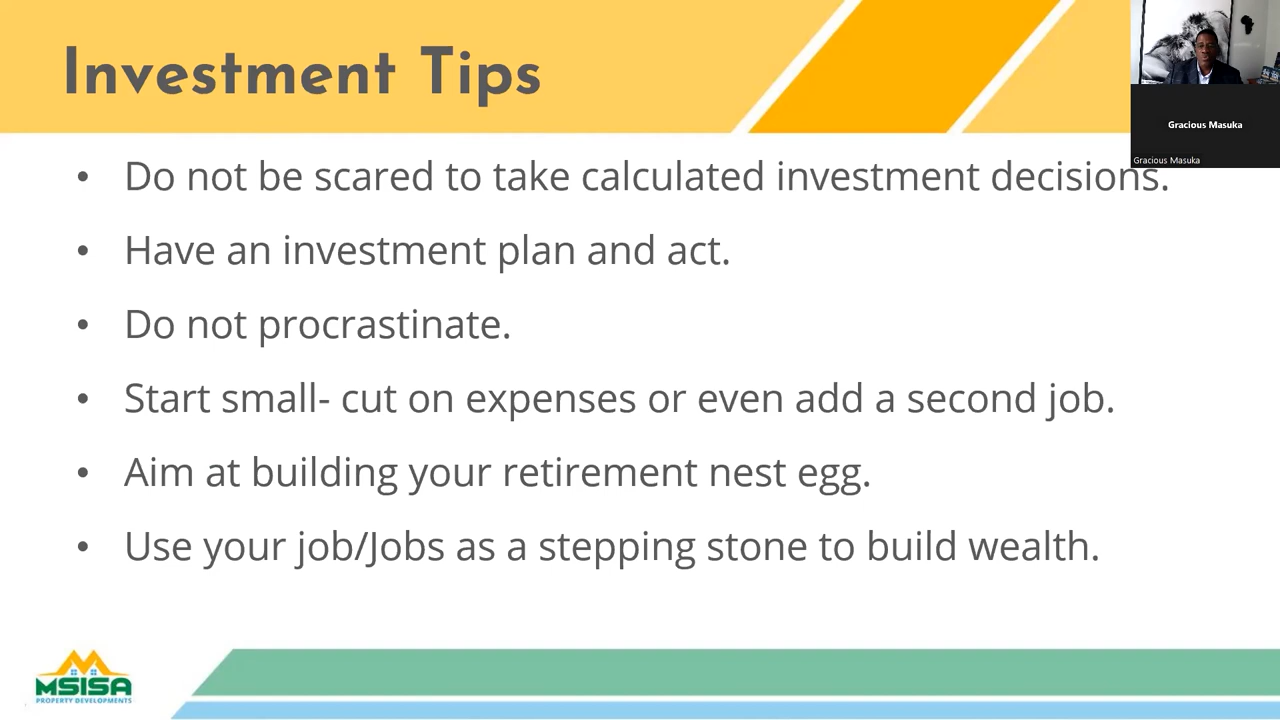 Investment Tips
Gracious Masuka
Gracious Masuka
• Do not be scared to take calculated investment decisions.
• Have an investment plan and act.
• Do not procrastinate.
• Start small- cut on expenses or even add a second job.
• Aim at building your retirement nest egg.
• Use your job/Jobs as a stepping stone to build wealth.
MSISA
PROPERTY DEVELOPMENTS